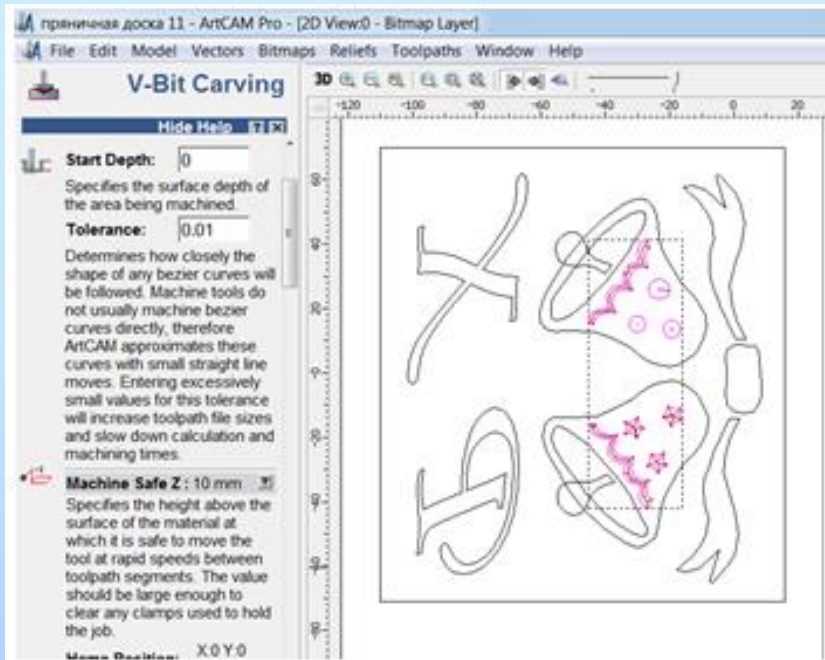 пряничная доска 11 - ArtCAM Pro - [2D View:0 - Bitmap Layer]
File Edit Model Vectors Bitmaps Reliefs Toolpaths Window Help
V-Bit Carving
3D
Hide Help
-120 -100 -80 -60 -40 -20 0 20
Start Depth: 0
Specifies the surface depth of
the area being machined.
Tolerance: 0.01
Determines how closely the
shape of any bezier curves will
be followed. Machine tools do
not usually machine bezier
curves directly, therefore
ArtCAM approximates these
curves with small straight line
moves. Entering excessively
small values for this tolerance
will increase toolpath file sizes
and slow down calculation and
machining times.
Machine Safe Z : 10 mm
Specifies the height above the
surface of the material at
which it is safe to move the
tool at rapid speeds between
toolpath segments. The value
should be large enough to
clear any clamps used to hold
the job.
Home Position: X:0 Y:0